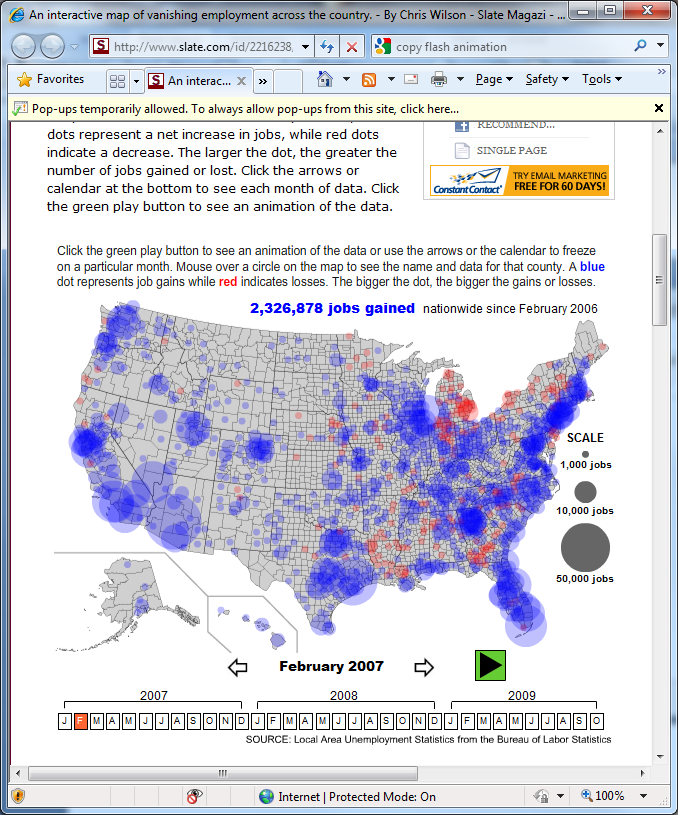 An interactive map of vanishing employment across the country. - By Chris Wilson - Slate Magazi - ...
http://www.slate.com/id/2216238,
copy flash animation
Favorites
An interac...
Page
Safety
Tools
Pop-ups temporarily allowed. To always allow pop-ups from this site, click here...
dots represent a net increase in jobs, while red dots
indicate a decrease. The larger the dot, the greater the
number of jobs gained or lost. Click the arrows or
calendar at the bottom to see each month of data. Click
the green play button to see an animation of the data.
RECOMMEND...
SINGLE PAGE
Constant Contact
TRY EMAIL MARKETING
FREE FOR 60 DAYS!
Click the green play button to see an animation of the data or use the arrows or the calendar to freeze
on a particular month. Mouse over a circle on the map to see the name and data for that county. A blue
dot represents job gains while red indicates losses. The bigger the dot, the bigger the gains or losses.
2,326,878 jobs gained nationwide since February 2006
SCALE
1,000 jobs
10,000 jobs
50,000 jobs
February 2007
2007 2008 2009
J F M A M J J A S O N D J F M A M J J A S O N D J F M A M J J A S O
SOURCE: Local Area Unemployment Statistics from the Bureau of Labor Statistics
Internet | Protected Mode: On
100%